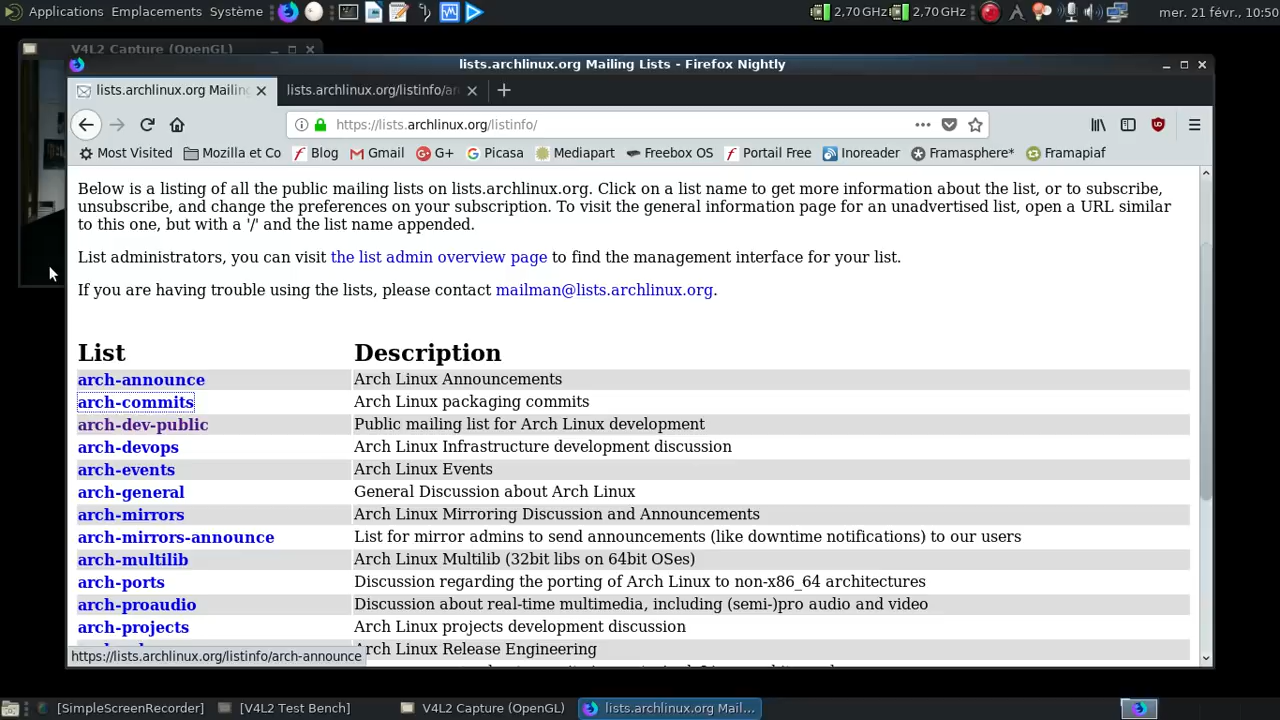 Applications Emplacements Système 2,70 GHz 2,70 GHz mer. 21 févr., 10:50
V4L2 Capture (OpenGL)
lists.archlinux.org Mailing Lists - Firefox Nightly
lists.archlinux.org Mailing lists.archlinux.org/listinfo/ar
https://lists.archlinux.org/listinfo/
Most Visited Mozilla et Co Blog Gmail G+ Picasa Mediapart Freebox OS Portail Free Inoreader Framasphere* Framapiaf
Below is a listing of all the public mailing lists on lists.archlinux.org. Click on a list name to get more information about the list, or to subscribe,
unsubscribe, and change the preferences on your subscription. To visit the general information page for an unadvertised list, open a URL similar
to this one, but with a '/' and the list name appended.
List administrators, you can visit the list admin overview page to find the management interface for your list.
If you are having trouble using the lists, please contact mailman@lists.archlinux.org.
List Description
arch-announce Arch Linux Announcements
arch-commits Arch Linux packaging commits
arch-dev-public Public mailing list for Arch Linux development
arch-devops Arch Linux Infrastructure development discussion
arch-events Arch Linux Events
arch-general General Discussion about Arch Linux
arch-mirrors Arch Linux Mirroring Discussion and Announcements
arch-mirrors-announce List for mirror admins to send announcements (like downtime notifications) to our users
arch-multilib Arch Linux Multilib (32bit libs on 64bit OSes)
arch-ports Discussion regarding the porting of Arch Linux to non-x86_64 architectures
arch-proaudio Discussion about real-time multimedia, including (semi-)pro audio and video
arch-projects Arch Linux projects development discussion
Arch Linux Release Engineering
https://lists.archlinux.org/listinfo/arch-announce
[SimpleScreenRecorder] [V4L2 Test Bench] V4L2 Capture (OpenGL) lists.archlinux.org Mail...